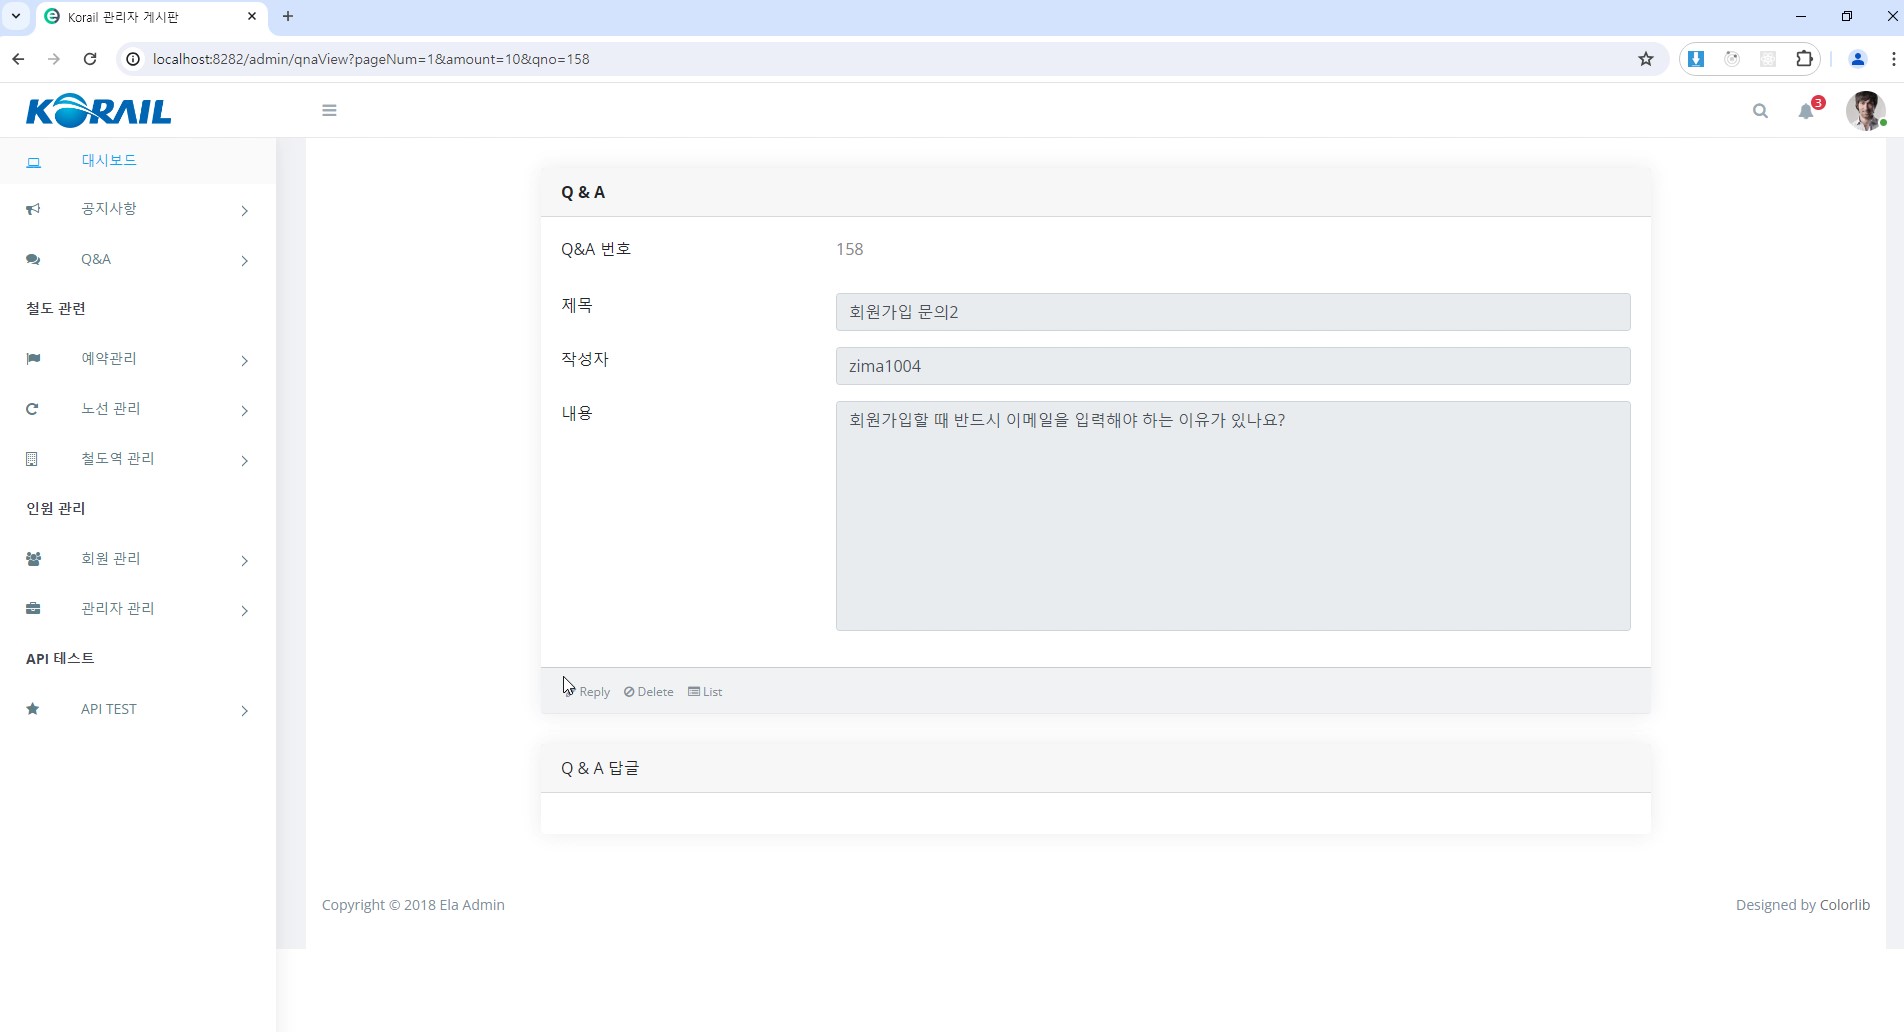 Korail 관리자 게시판
localhost:8282/admin/qnaView?pageNum=1&amount=10&qno=158
KORAIL
3
대시보드
공지사항
Q&A
철도 관련
예약관리
노선 관리
철도역 관리
인원 관리
회원 관리
관리자 관리
API 테스트
API TEST
Q & A
Q&A 번호 158
제목 회원가입 문의2
작성자 zima1004
내용 회원가입할 때 반드시 이메일을 입력해야 하는 이유가 있나요?
Reply Delete List
Q & A 답글
Copyright © 2018 Ela Admin Designed by Colorlib